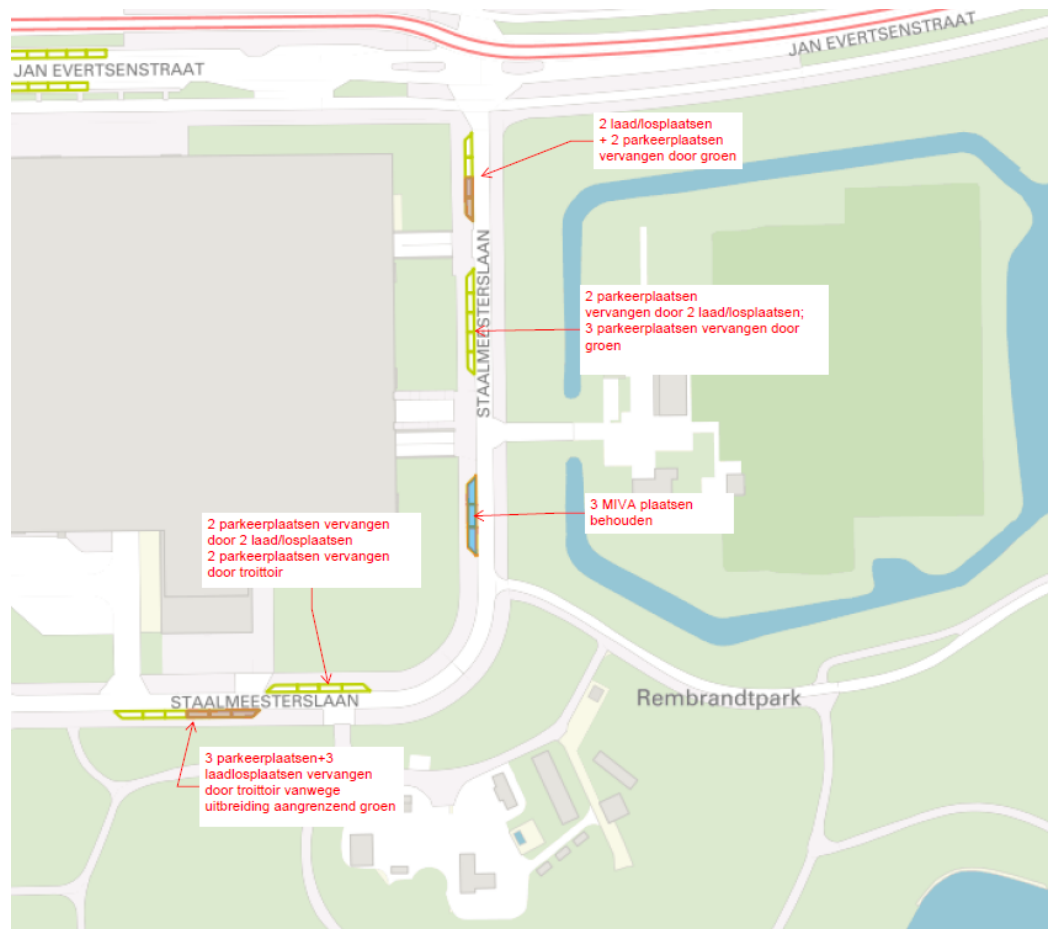 JAN EVERTSENSTRAAT
JAN EVERTSENSTRAAT
2 laad/losplaatsen
+ 2 parkeerplaatsen
vervangen door groen
STAALMEESTERSLAAN
2 parkeerplaatsen
vervangen door 2 laad/losplaatsen;
3 parkeerplaatsen vervangen door
groen
3 MIVA plaatsen
behouden
2 parkeerplaatsen vervangen
door 2 laad/losplaatsen
2 parkeerplaatsen vervangen
door troittoir
STAALMEESTERSLAAN
Rembrandtpark
3 parkeerplaatsen+3
laadlosplaatsen vervangen
door troittoir vanwege
uitbreiding aangrenzend groen